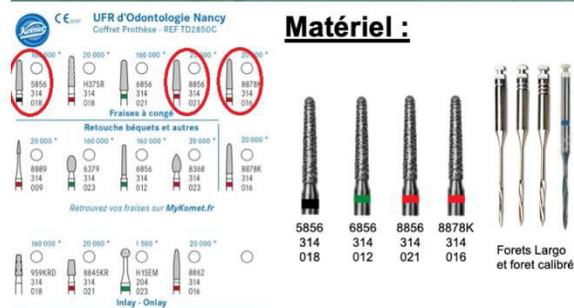 Komet
CE 0197
UFR d'Odontologie Nancy
Coffret Prothèse - REF TD2850C
Matériel :
160 000 * 20 000 * 160 000 * 20 000 * 20 000 *
5856 H375R 6856 8856 8878K
314 314 314 314 314
018 018 021 021 016
Fraises à congé
Retouche béquets et autres
20 000 * 160 000 * 160 000 * 20 000 * 20 000 *
8889 6379 6856 8368 8878K
314 314 314 314 314
009 023 012 023 016
Retrouvez vos fraises sur MyKomet.fr
160 000 * 20 000 * 1 500 * 20 000 *
959KRD 8845KR H1SEM 8862
314 314 204 314
018 021 023 016
Inlay - Onlay
5856 6856 8856 8878K
314 314 314 314
018 012 021 016
Forets Largo
et foret calibré